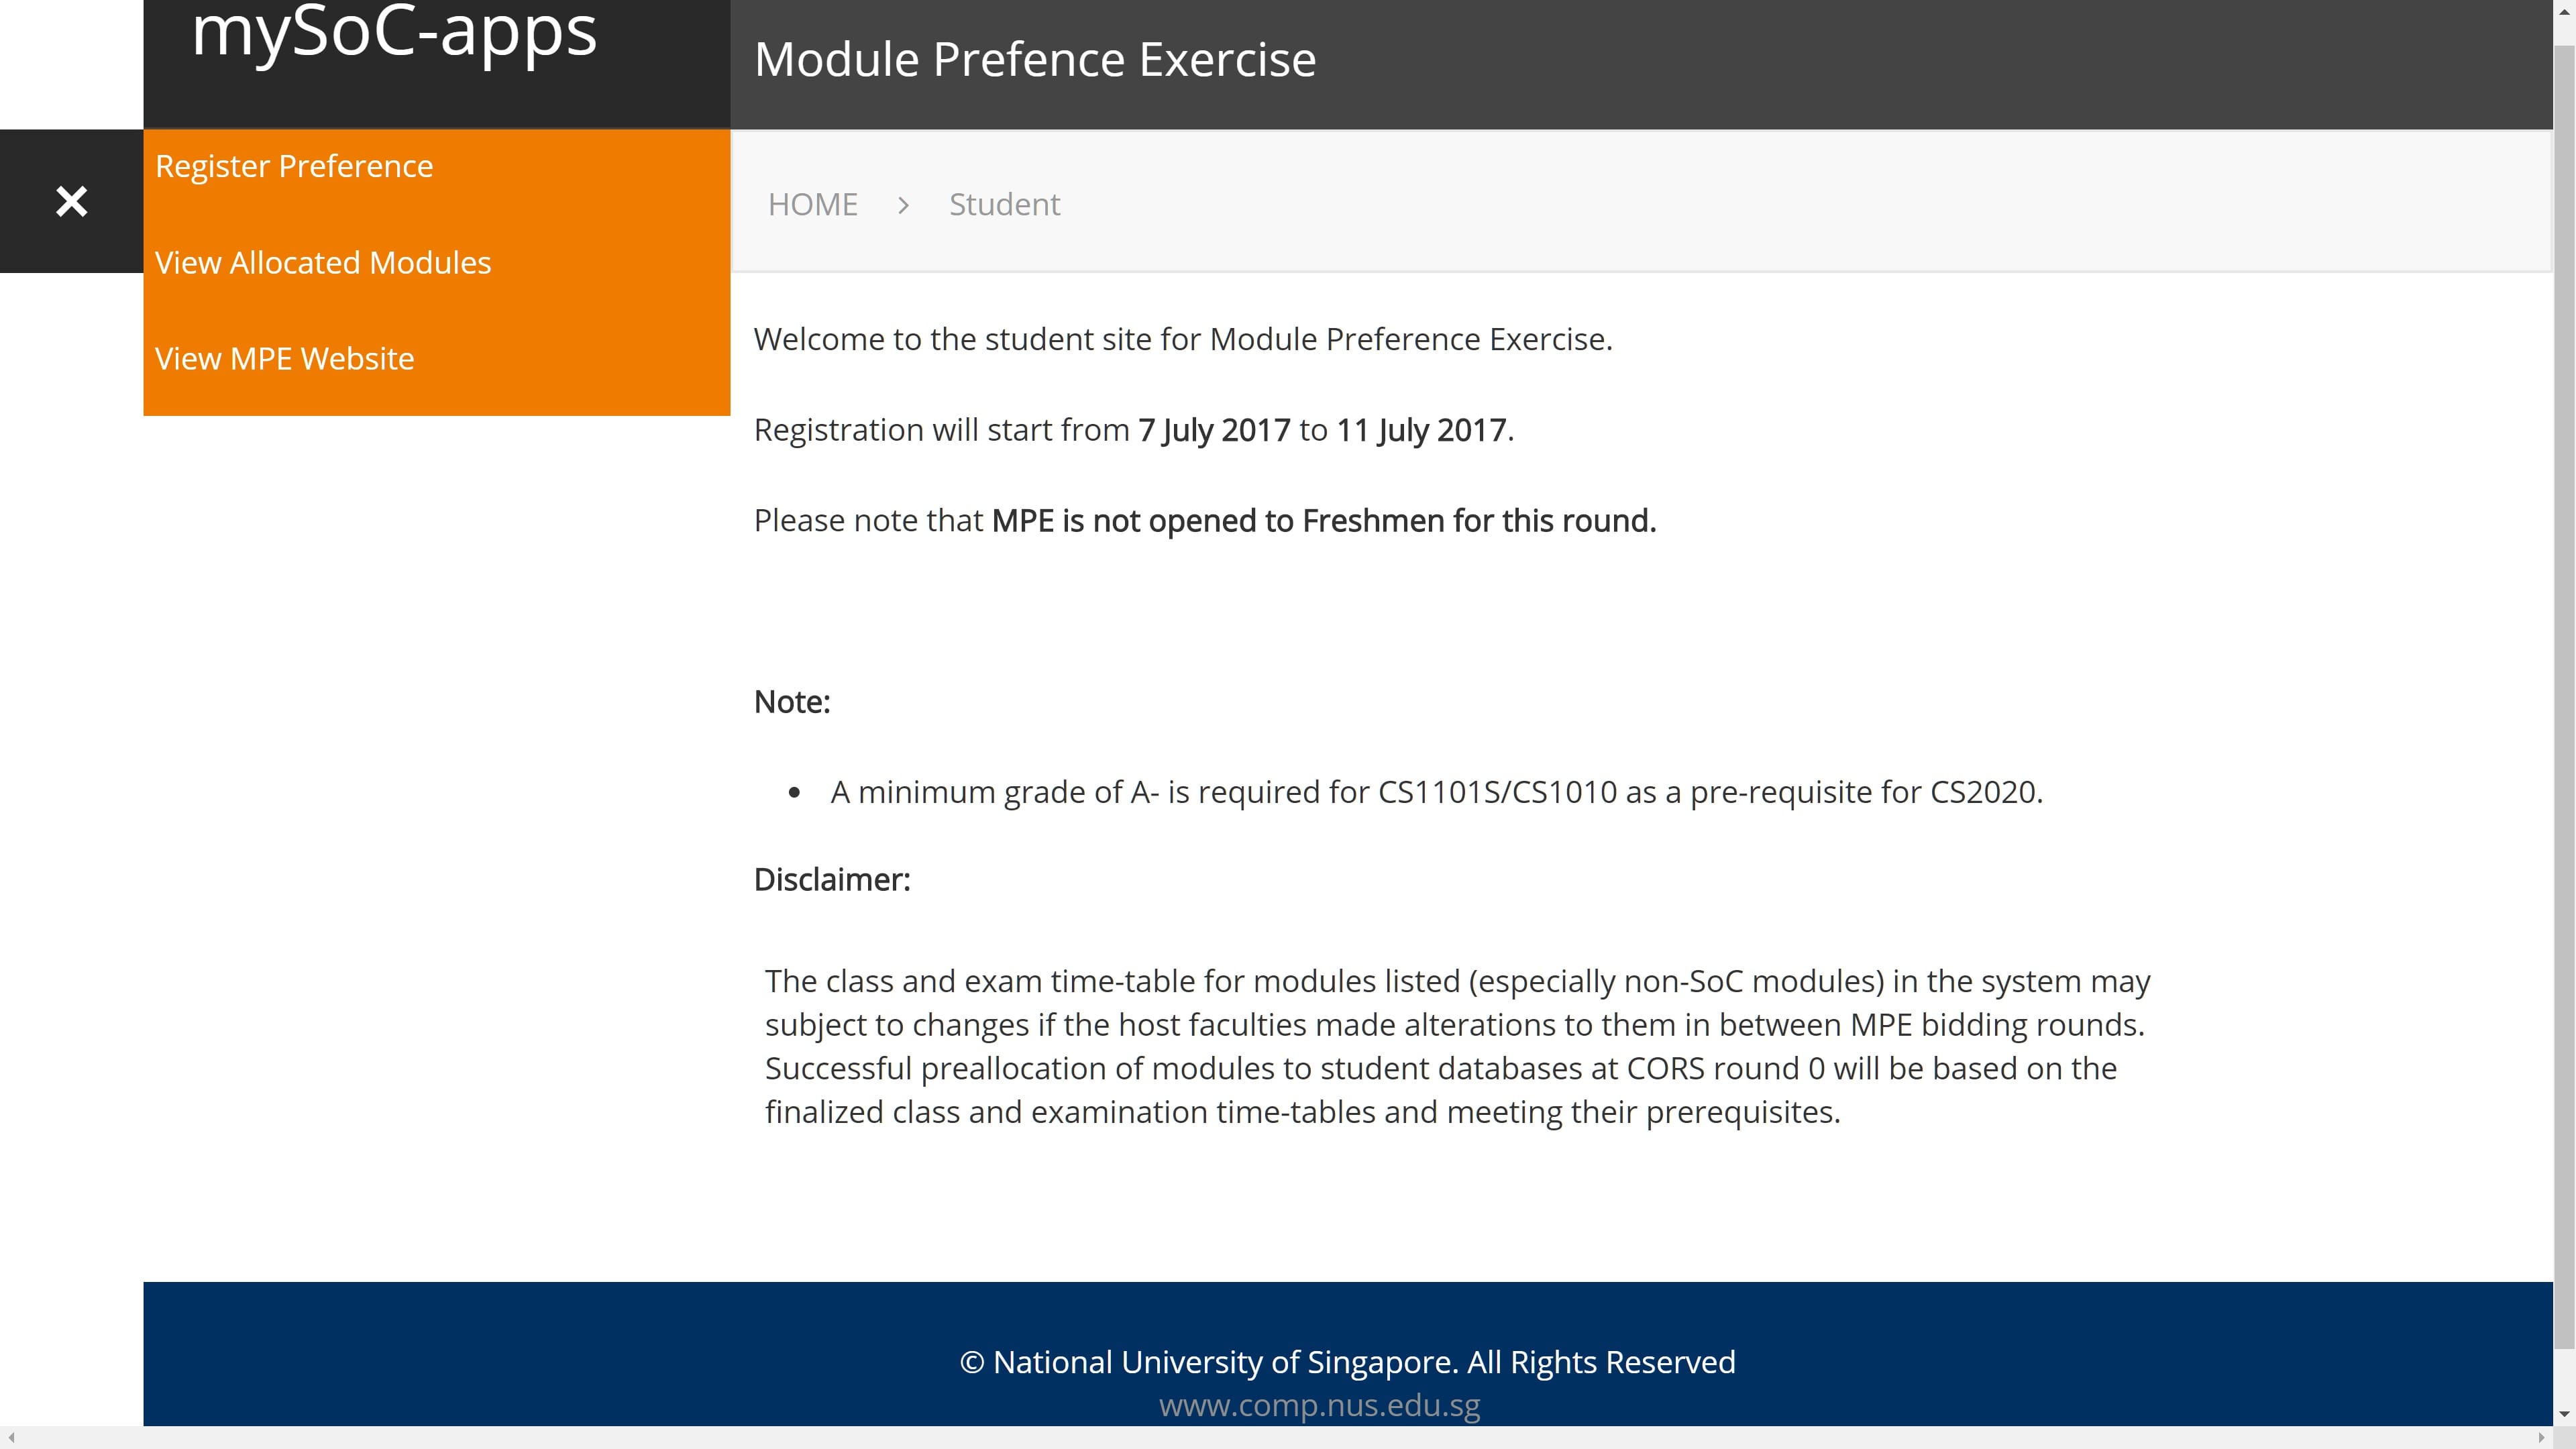 mySoC-apps
Module Prefence Exercise
Register Preference
View Allocated Modules
View MPE Website
HOME > Student
Welcome to the student site for Module Preference Exercise.
Registration will start from 7 July 2017 to 11 July 2017.
Please note that MPE is not opened to Freshmen for this round.
Note:
• A minimum grade of A- is required for CS1101S/CS1010 as a pre-requisite for CS2020.
Disclaimer:
The class and exam time-table for modules listed (especially non-SoC modules) in the system may
subject to changes if the host faculties made alterations to them in between MPE bidding rounds.
Successful preallocation of modules to student databases at CORS round 0 will be based on the
finalized class and examination time-tables and meeting their prerequisites.
© National University of Singapore. All Rights Reserved
www.comp.nus.edu.sg